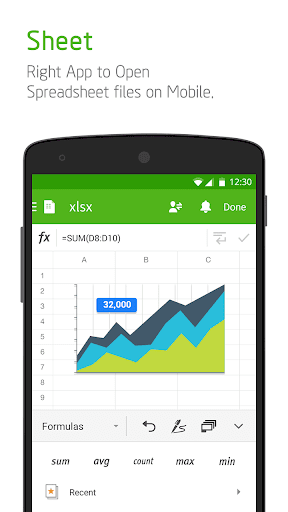 Sheet
Right App to Open
Spreadsheet files on Mobile.
12:30
xlsx
Done
fx
=SUM(D8:D10)
A B C
1
2
3
32,000
4
5
6
7
8
9
Formulas
sum avg count max min
Recent